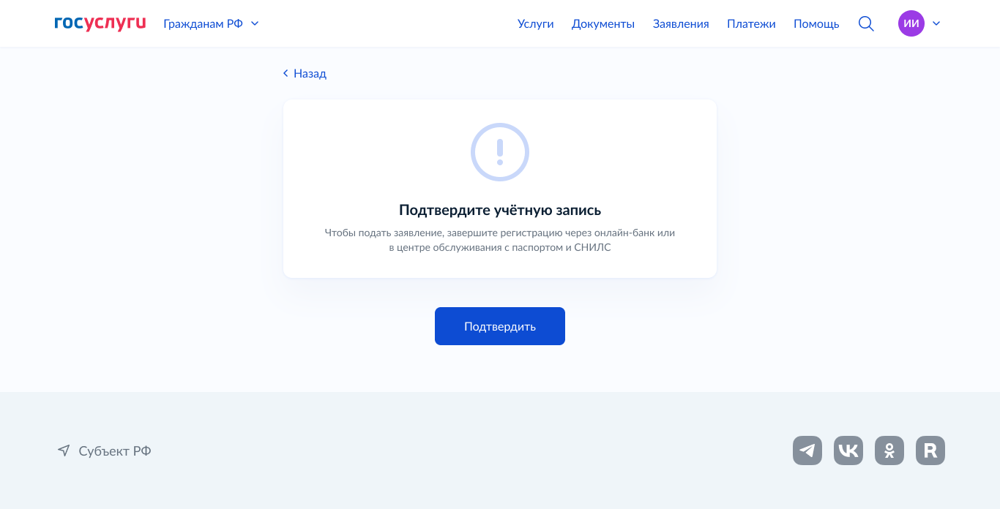 госуслуги Гражданам РФ Услуги Документы Заявления Платежи Помощь ИИ
Назад
Подтвердите учётную запись
Чтобы подать заявление, завершите регистрацию через онлайн-банк или
в центре обслуживания с паспортом и СНИЛС
Подтвердить
Субъект РФ